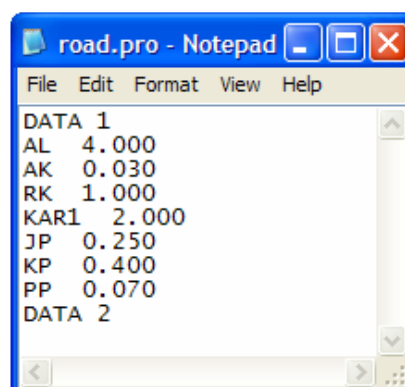 road.pro - Notepad
File Edit Format View Help
DATA 1
AL 4.000
AK 0.030
RK 1.000
KAR1 2.000
JP 0.250
KP 0.400
PP 0.070
DATA 2